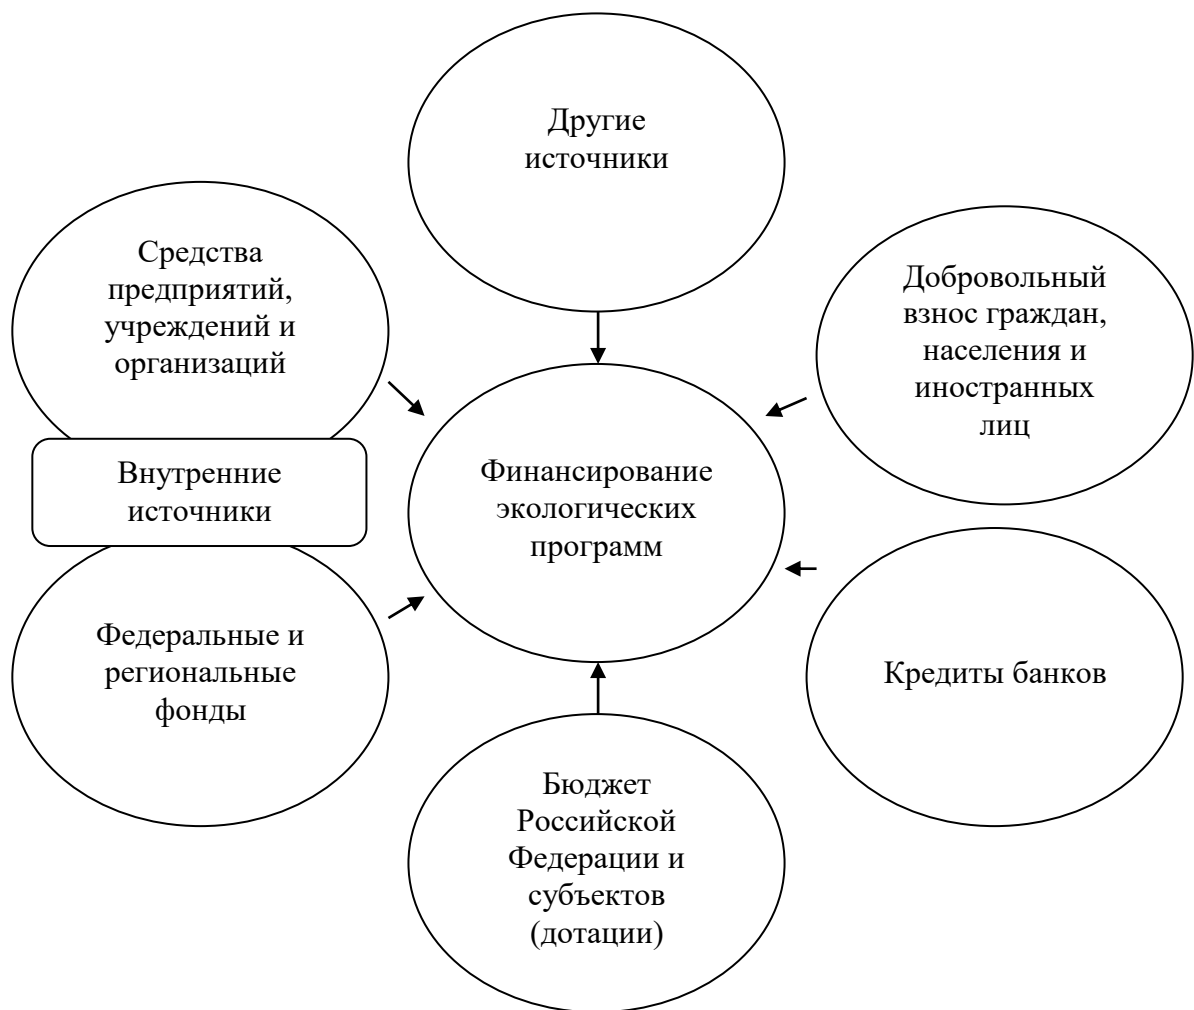 Другие
источники
Средства
предприятий,
учреждений и
организаций
Добровольный
взнос граждан,
населения и
иностранных
лиц
Внутренние
источники
Финансирование
экологических
программ
Федеральные и
региональные
фонды
Кредиты банков
Бюджет
Российской
Федерации и
субъектов
(дотации)